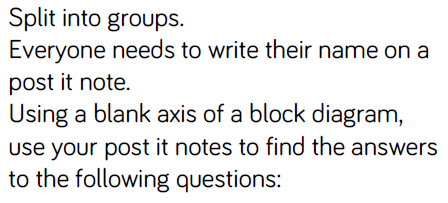 Split into groups.
Everyone needs to write their name on a
post it note.
Using a blank axis of a block diagram,
use your post it notes to find the answers
to the following questions: